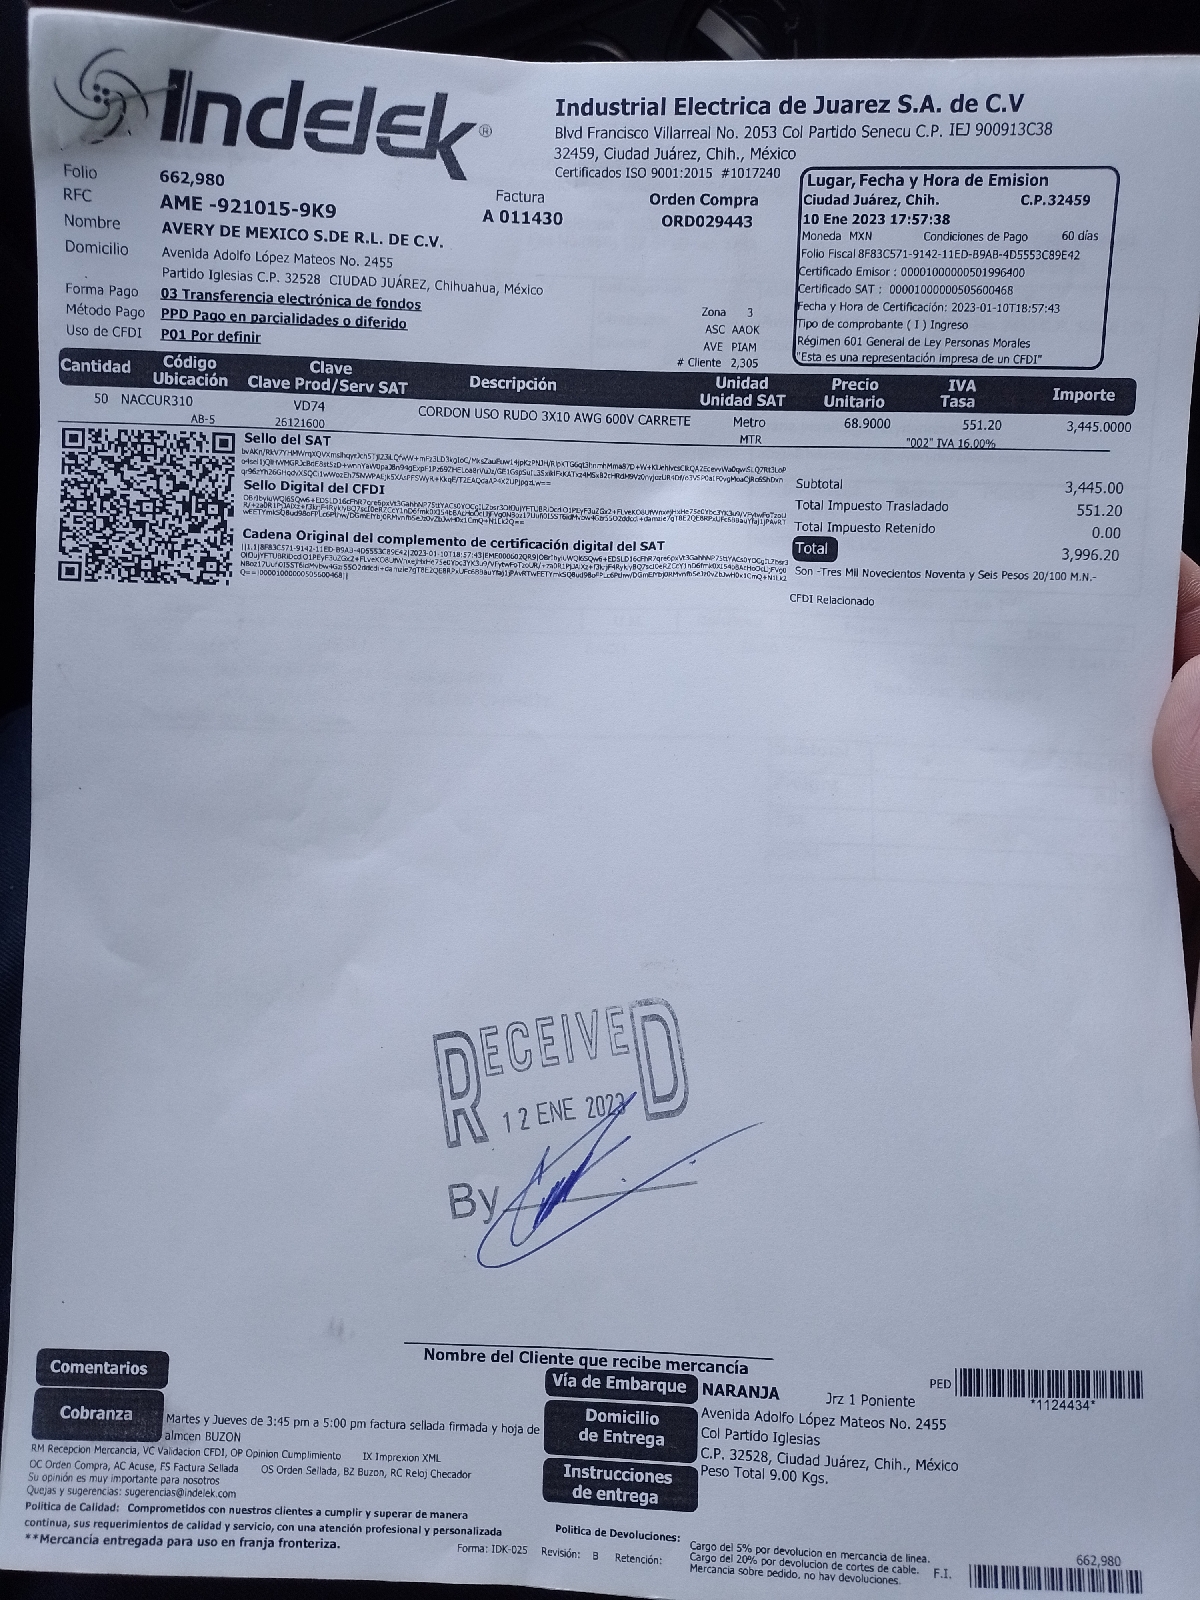 Indelek®
Industrial Electrica de Juarez S.A. de C.V
Blvd Francisco Villarreal No. 2053 Col Partido Senecu C.P. IEJ 900913C38
32459, Ciudad Juárez, Chih., México
Certificados ISO 9001:2015 #1017240
Folio 662,980
RFC AME -921015-9K9
Nombre AVERY DE MEXICO S.DE R.L. DE C.V.
Domicilio Avenida Adolfo López Mateos No. 2455
Partido Iglesias C.P. 32528 CIUDAD JUÁREZ, Chihuahua, México
Forma Pago 03 Transferencia electrónica de fondos
Método Pago PPD Pago en parcialidades o diferido
Uso de CFDI P01 Por definir
Factura
A 011430
Orden Compra
ORD029443
Zona 3
ASC AAOK
AVE PIAM
# Cliente 2,305
Lugar, Fecha y Hora de Emision
Ciudad Juárez, Chih. C.P.32459
10 Ene 2023 17:57:38
Moneda MXN Condiciones de Pago 60 días
Folio Fiscal 8F83C571-9142-11ED-B9AB-4D5553C89E42
Certificado Emisor : 00001000000501996400
Certificado SAT : 00001000000505600468
Fecha y Hora de Certificación: 2023-01-10T18:57:43
Tipo de comprobante ( I ) Ingreso
Régimen 601 General de Ley Personas Morales
"Esta es una representación impresa de un CFDI"
Cantidad Código Ubicación Clave Clave Prod/Serv SAT Descripción Unidad Unidad SAT Precio Unitario IVA Tasa Importe
50 NACCUR310 VD74 CORDON USO RUDO 3X10 AWG 600V CARRETE Metro 68.9000 551.20 3,445.0000
AB-5 26121600 MTR "002" IVA 16.00%
Sello del SAT
Sello Digital del CFDI
Cadena Original del complemento de certificación digital del SAT
Subtotal 3,445.00
Total Impuesto Trasladado 551.20
Total Impuesto Retenido 0.00
Total 3,996.20
Son -Tres Mil Novecientos Noventa y Seis Pesos 20/100 M.N.-
CFDI Relacionado
RECEIVED
12 ENE 2023
By
Nombre del Cliente que recibe mercancía
Comentarios
Cobranza Martes y Jueves de 3:45 pm a 5:00 pm factura sellada firmada y hoja de
almcen BUZON
RM Recepcion Mercancia, VC Validacion CFDI, OP Opinion Cumplimiento IX Imprexion XML
OC Orden Compra, AC Acuse, FS Factura Sellada OS Orden Sellada, BZ Buzon, RC Reloj Checador
Su opinión es muy importante para nosotros
Quejas y sugerencias: sugerencias@indelek.com
Politica de Calidad: Comprometidos con nuestros clientes a cumplir y superar de manera
continua, sus requerimientos de calidad y servicio, con una atención profesional y personalizada
**Mercancia entregada para uso en franja fronteriza.
Vía de Embarque NARANJA Jrz 1 Poniente
PED *1124434*
Domicilio de Entrega Avenida Adolfo López Mateos No. 2455
Col Partido Iglesias
C.P. 32528, Ciudad Juárez, Chih., México
Instrucciones de entrega Peso Total 9.00 Kgs.
Forma: IDK-025 Revisión: B Retención:
Politica de Devoluciones: Cargo del 5% por devolucion en mercancia de linea.
Cargo del 20% por devolucion de cortes de cable.
Mercancia sobre pedido, no hay devoluciones.
F.I. 662,980